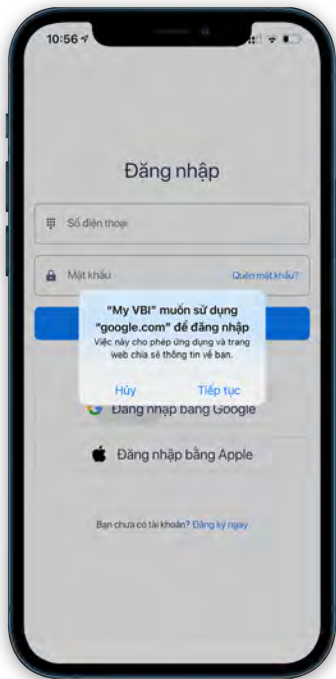 10:56
Đăng nhập
Số điện thoại
Mật khẩu Quên mật khẩu?
"My VBI" muốn sử dụng
"google.com" để đăng nhập
Việc này cho phép ứng dụng và trang
web chia sẻ thông tin về bạn.
Hủy Tiếp tục
Đăng nhập bằng Google
Đăng nhập bằng Apple
Bạn chưa có tài khoản? Đăng ký ngay